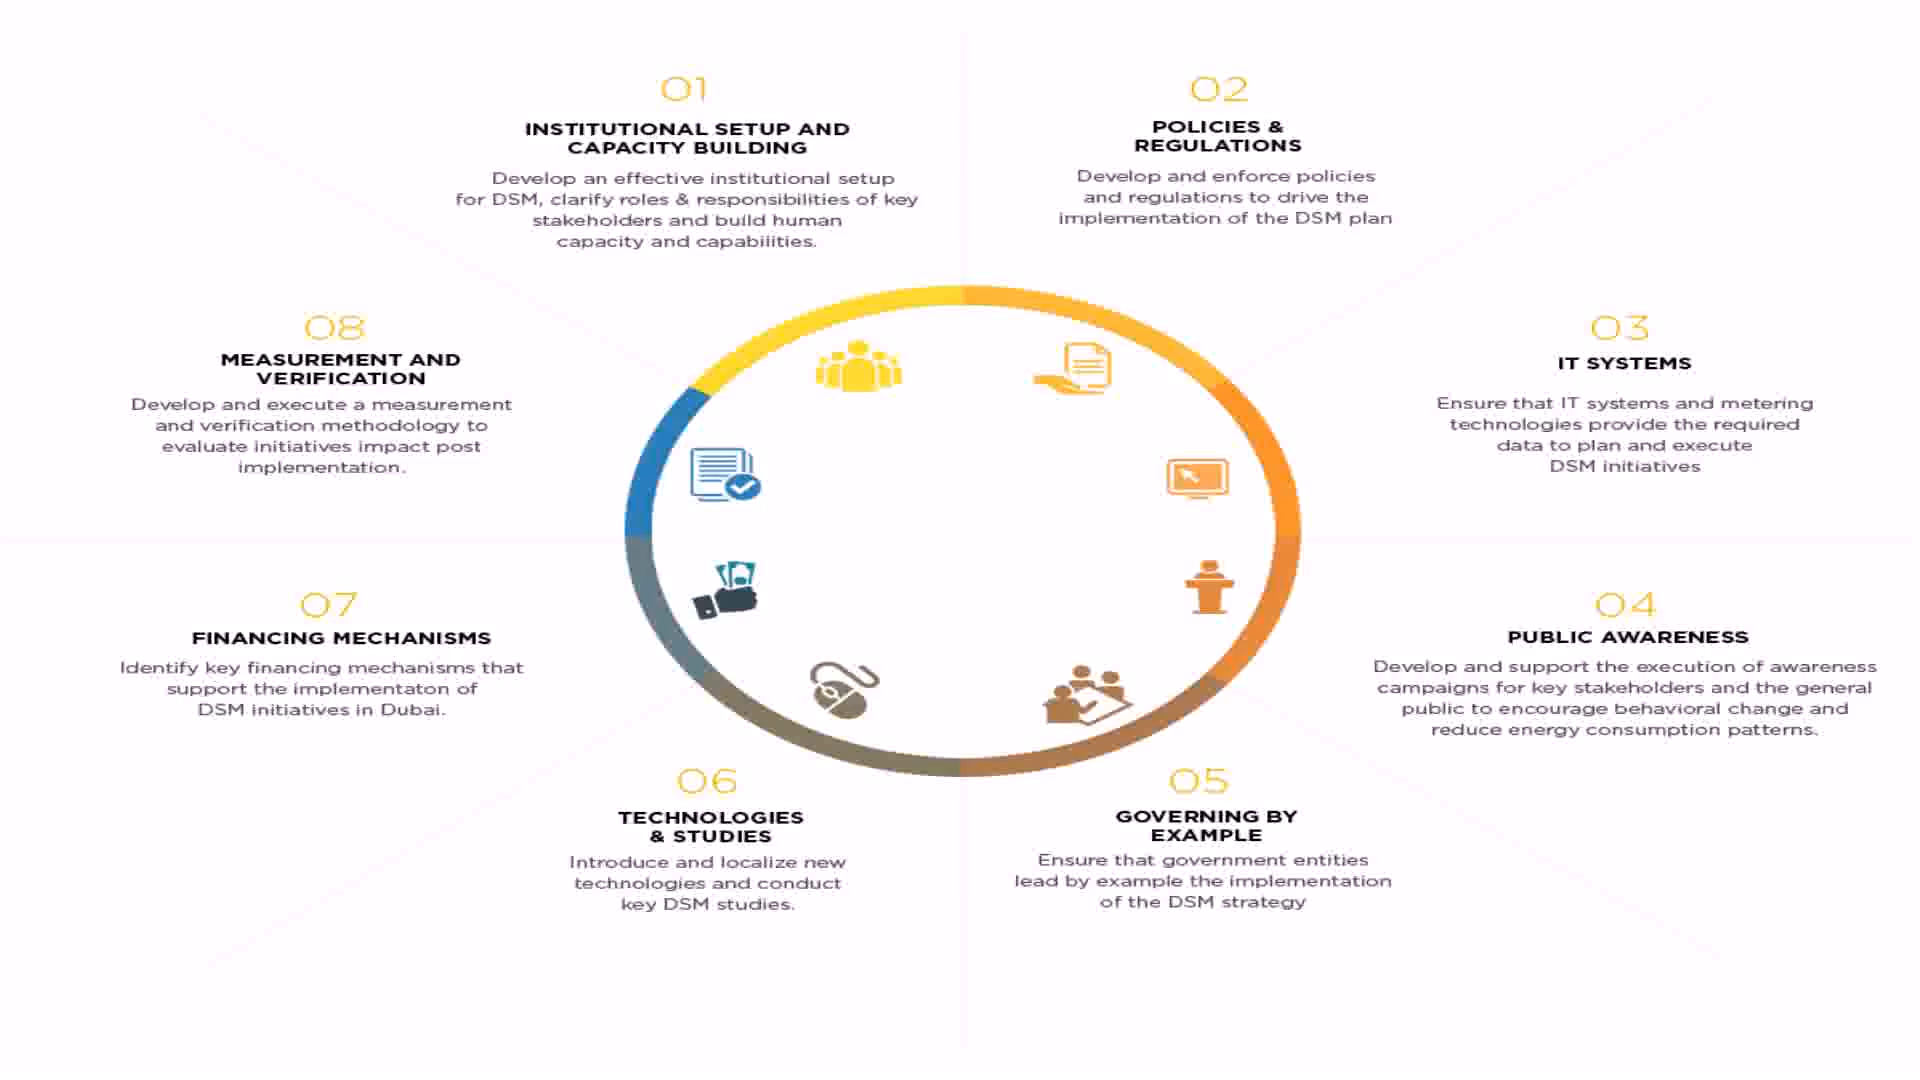 01
INSTITUTIONAL SETUP AND
CAPACITY BUILDING
Develop an effective institutional setup
for DSM, clarify roles & responsibilities of key
stakeholders and build human
capacity and capabilities.
02
POLICIES &
REGULATIONS
Develop and enforce policies
and regulations to drive the
implementation of the DSM plan
03
IT SYSTEMS
Ensure that IT systems and metering
technologies provide the required
data to plan and execute
DSM initiatives
04
PUBLIC AWARENESS
Develop and support the execution of awareness
campaigns for key stakeholders and the general
public to encourage behavioral change and
reduce energy consumption patterns.
05
GOVERNING BY
EXAMPLE
Ensure that government entities
lead by example the implementation
of the DSM strategy
06
TECHNOLOGIES
& STUDIES
Introduce and localize new
technologies and conduct
key DSM studies.
07
FINANCING MECHANISMS
Identify key financing mechanisms that
support the implementaton of
DSM initiatives in Dubai.
08
MEASUREMENT AND
VERIFICATION
Develop and execute a measurement
and verification methodology to
evaluate initiatives impact post
implementation.